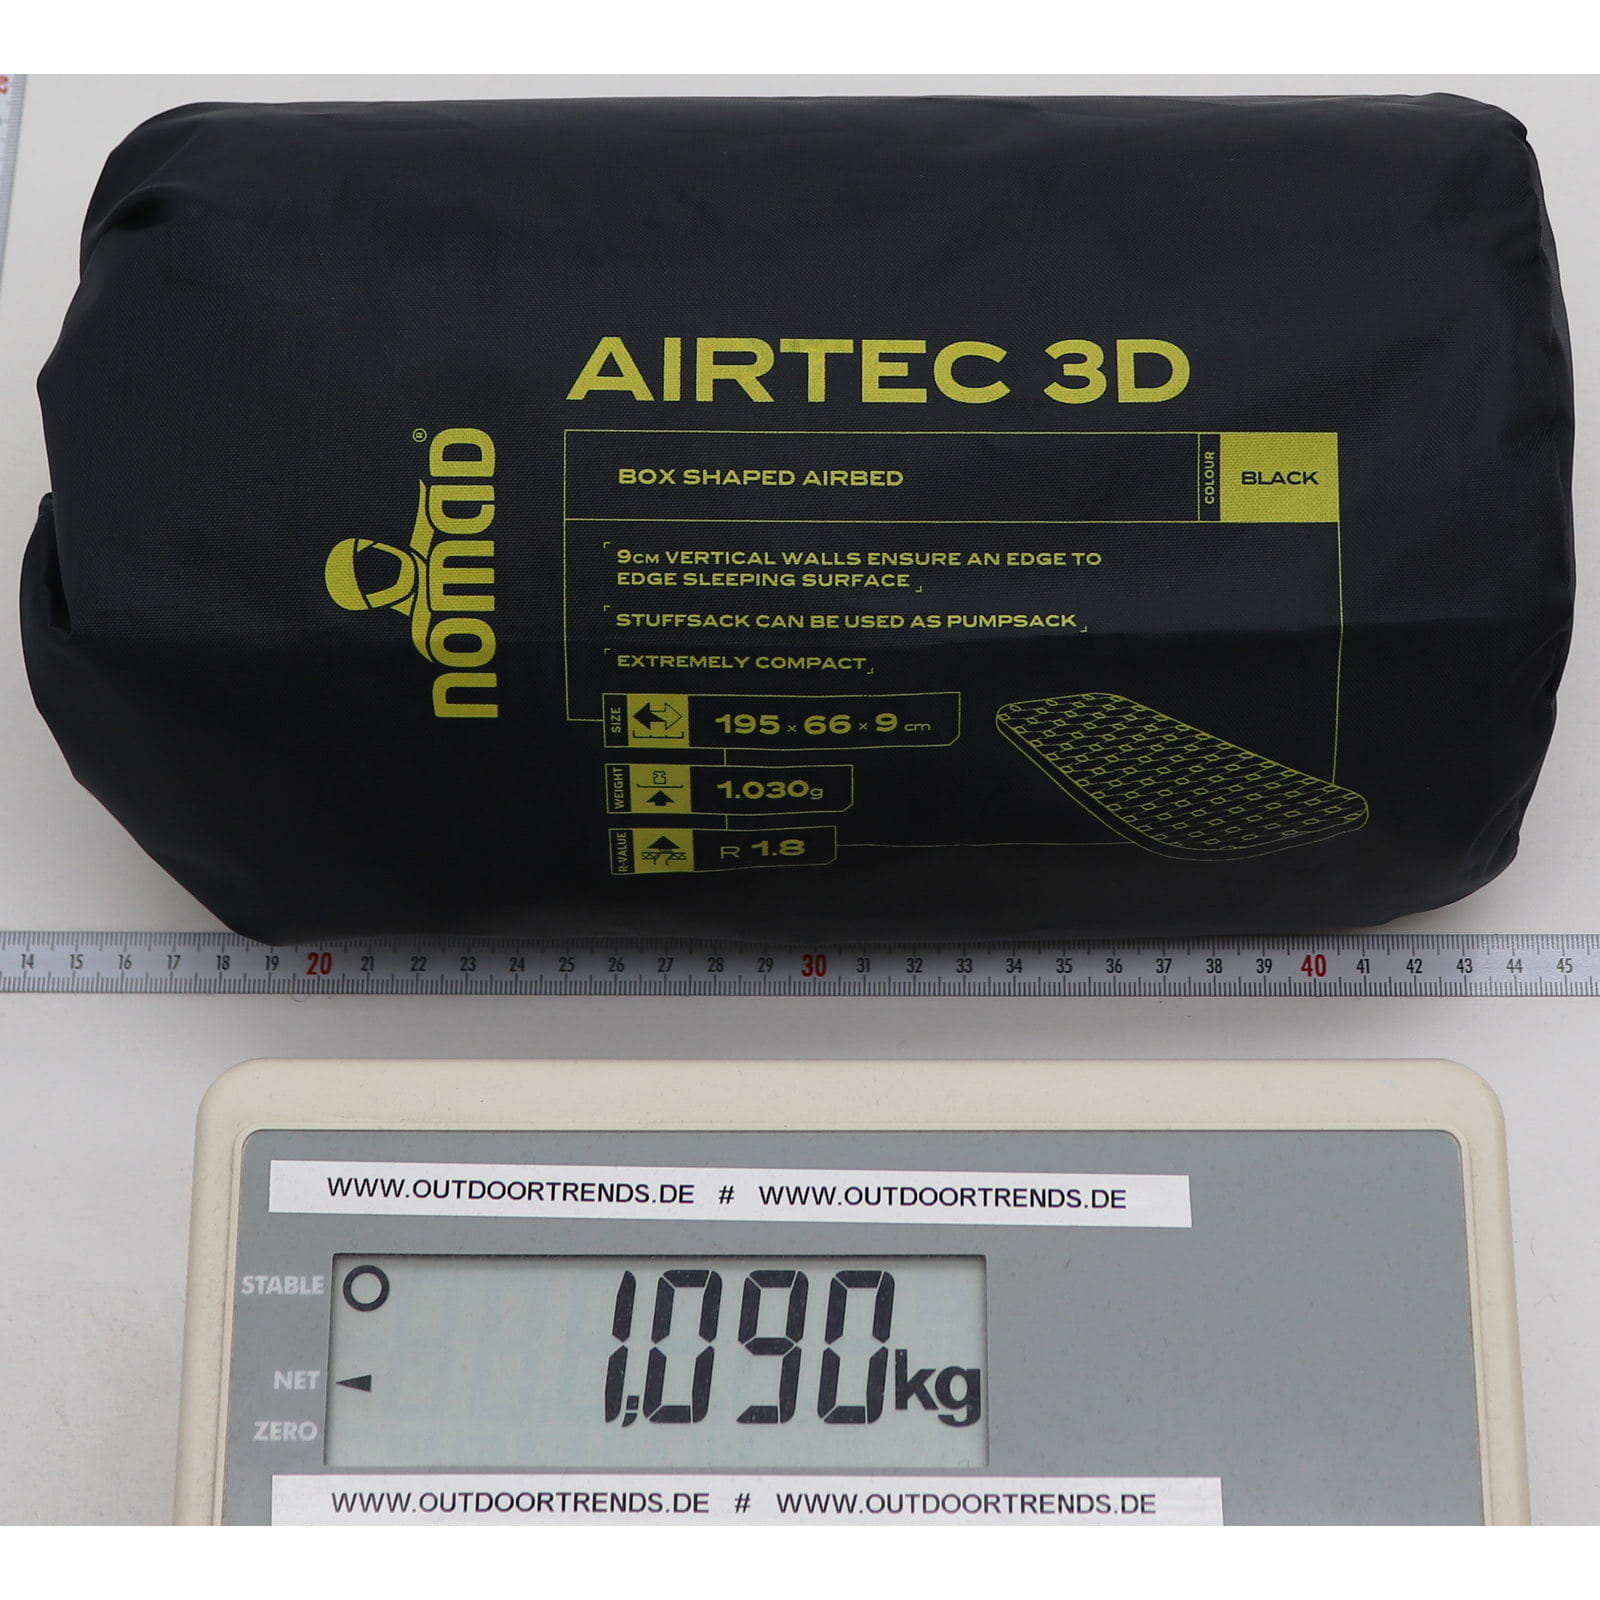 20
AIRTEC 3D
nomad®
BOX SHAPED AIRBED
COLOUR
BLACK
9CM VERTICAL WALLS ENSURE AN EDGE TO
EDGE SLEEPING SURFACE
STUFFSACK CAN BE USED AS PUMPSACK
EXTREMELY COMPACT
SIZE
195 x 66 x 9 cm
WEIGHT
1.030g
R-VALUE
R 1.8
14 15 16 17 18 19 20 21 22 23 24 25 26 27 28 29 30 31 32 33 34 35 36 37 38 39 40 41 42 43 44 45
WWW.OUTDOORTRENDS.DE # WWW.OUTDOORTRENDS.DE
STABLE
1,090kg
NET
ZERO
WWW.OUTDOORTRENDS.DE # WWW.OUTDOORTRENDS.DE